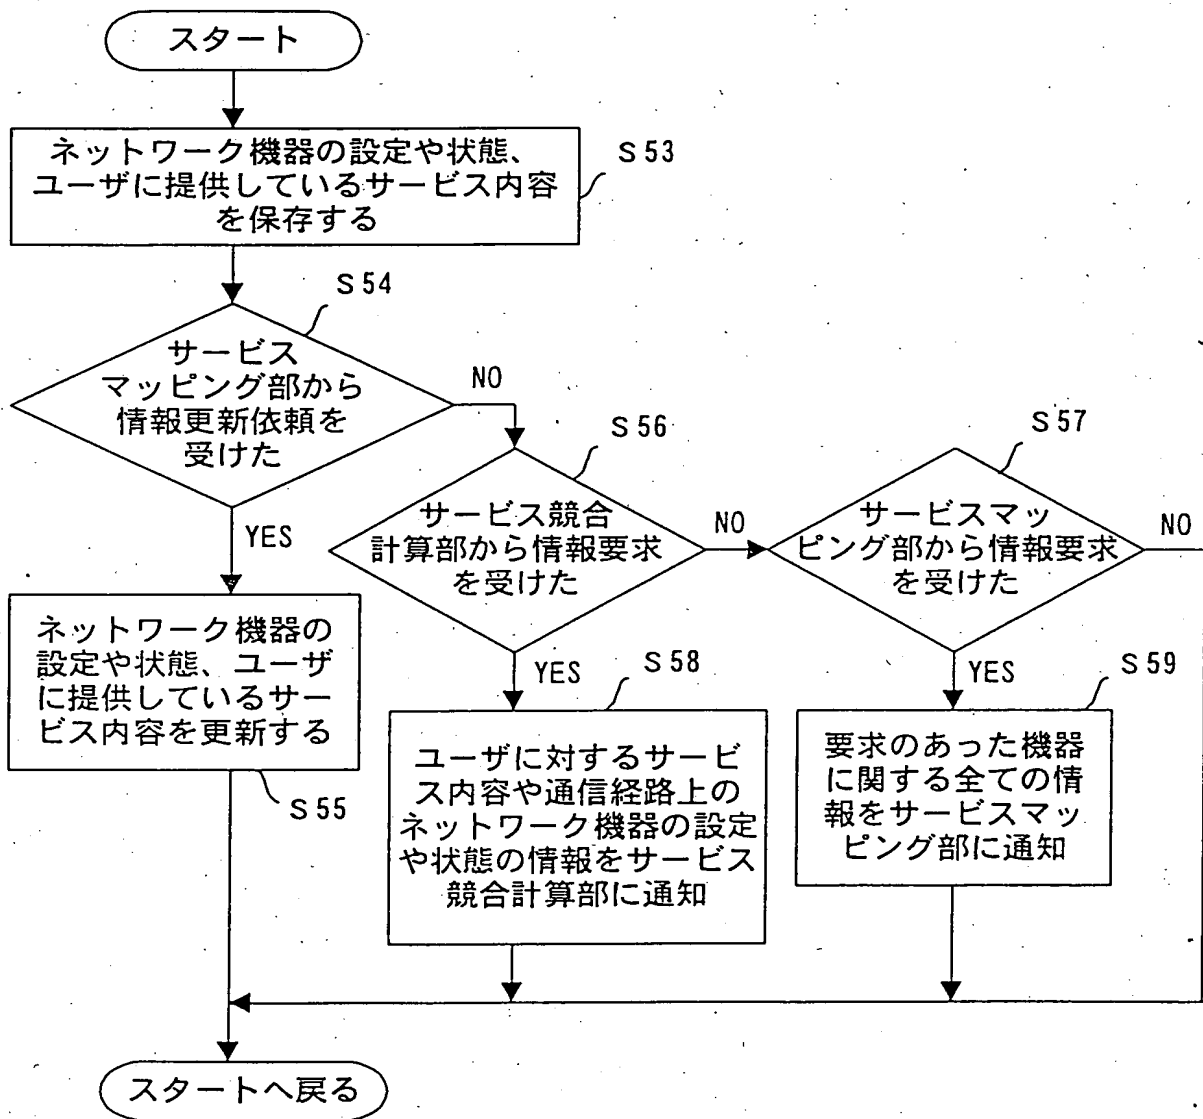 スタート
ネットワーク機器の設定や状態、
ユーザに提供しているサービス内容
を保存する
S53
S54
サービス
マッピング部から
情報更新依頼を
受けた
NO
YES
S56
サービス競合
計算部から情報要求
を受けた
NO
YES
S57
サービスマッ
ピング部から情報要求
を受けた
NO
YES
ネットワーク機器の
設定や状態、ユーザ
に提供しているサー
ビス内容を更新する
S55
S58
ユーザに対するサービ
ス内容や通信経路上の
ネットワーク機器の設定
や状態の情報をサービス
競合計算部に通知
S59
要求のあった機器
に関する全ての情
報をサービスマッ
ピング部に通知
スタートへ戻る